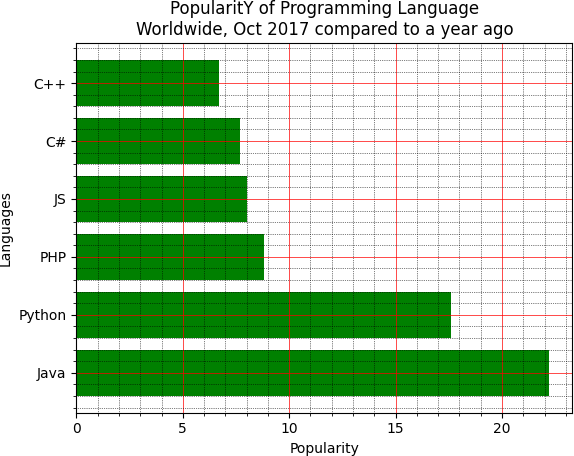 PopularitY of Programming Language
Worldwide, Oct 2017 compared to a year ago
Languages
C++
C#
JS
PHP
Python
Java
0 5 10 15 20
Popularity